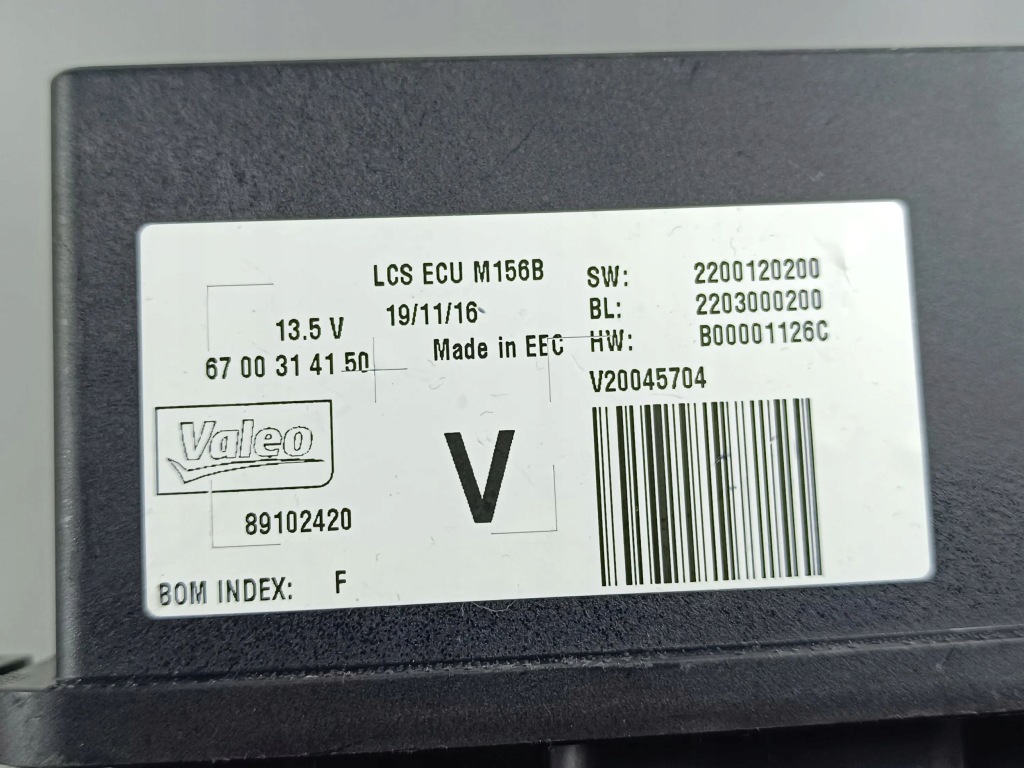 LCS ECU M156B
19/11/16
13.5 V
Made in EEC
67 00 31 41 50
SW: 2200120200
BL: 2203000200
HW: B00001126C
V20045704
Valeo
V
89102420
BOM INDEX: F